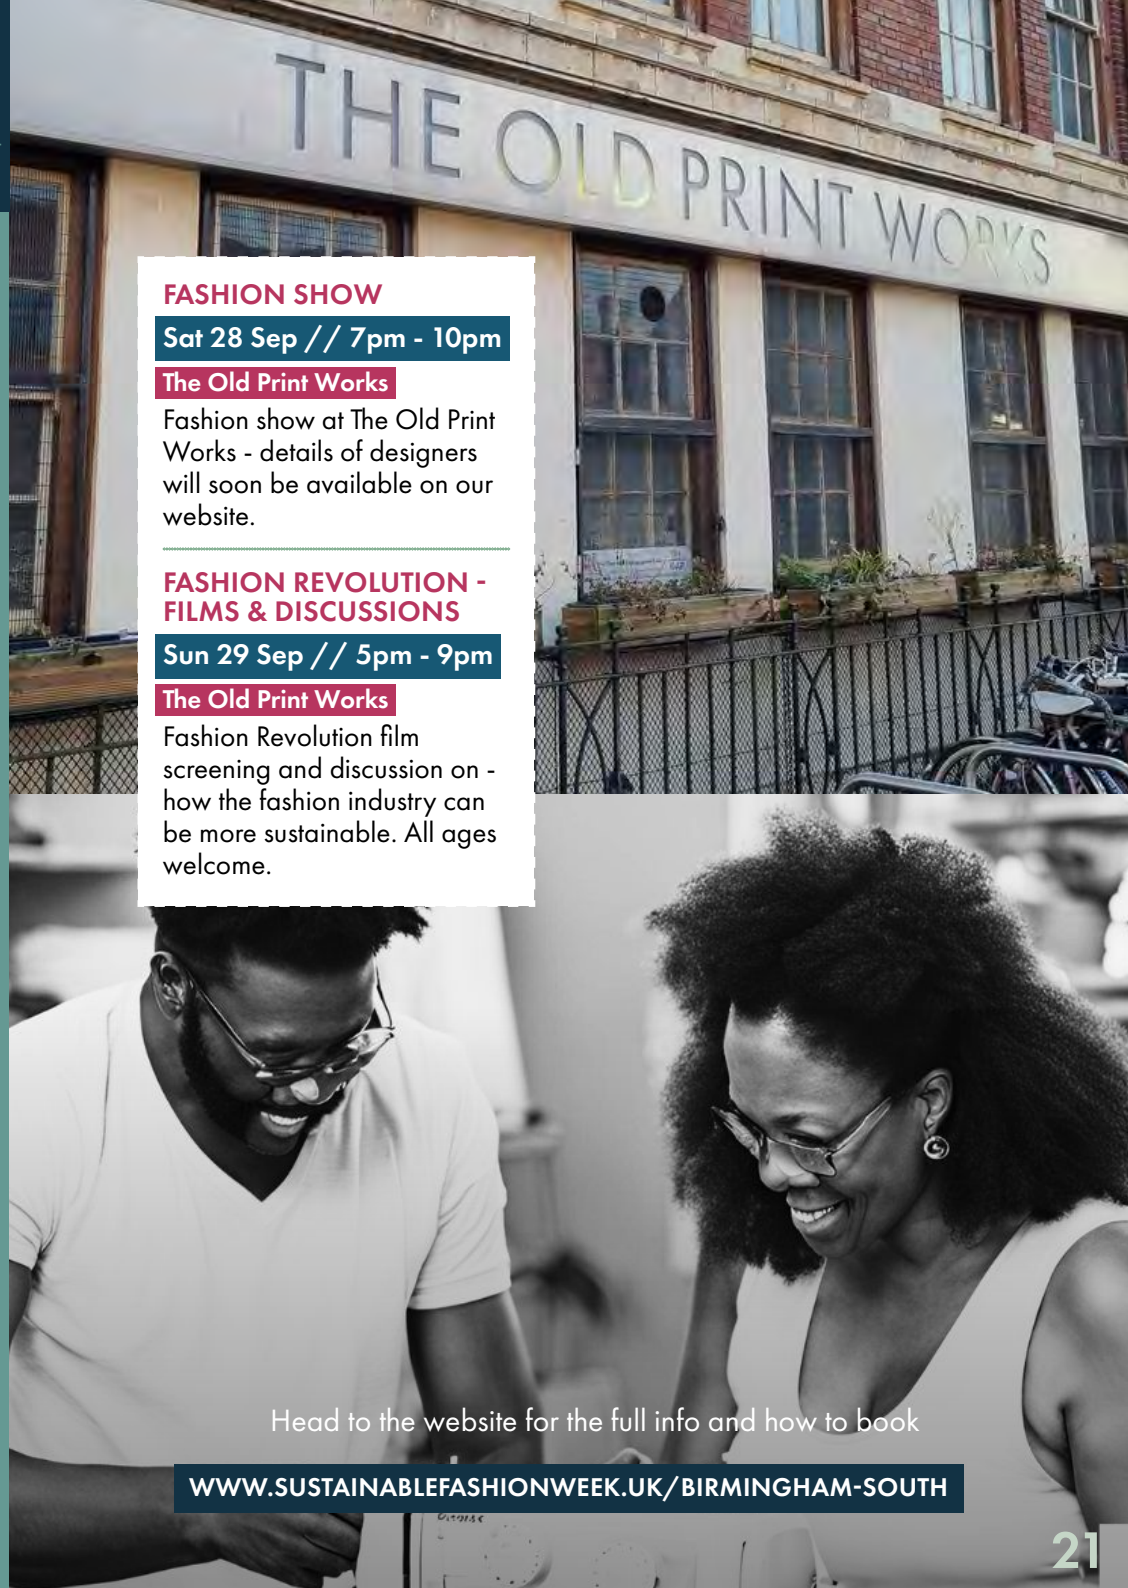 THE OLD PRINT WORKS
FASHION SHOW
Sat 28 Sep // 7pm - 10pm
The Old Print Works
Fashion show at The Old Print
Works - details of designers
will soon be available on our
website.
FASHION REVOLUTION -
FILMS & DISCUSSIONS
Sun 29 Sep // 5pm - 9pm
The Old Print Works
Fashion Revolution film
screening and discussion on -
how the fashion industry can
be more sustainable. All ages
welcome.
Head to the website for the full info and how to book
WWW.SUSTAINABLEFASHIONWEEK.UK/BIRMINGHAM-SOUTH
21